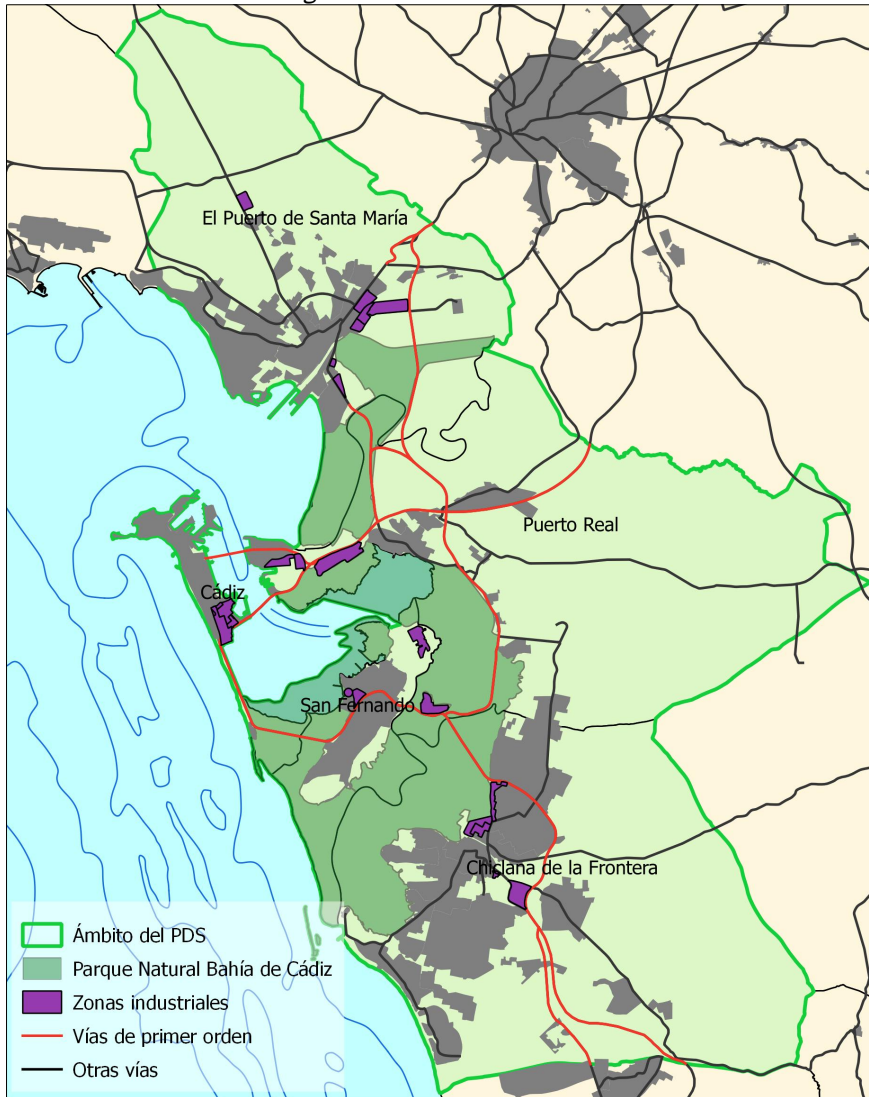 El Puerto de Santa María
Puerto Real
Cádiz
San Fernando
Chiclana de la Frontera
Ámbito del PDS
Parque Natural Bahía de Cádiz
Zonas industriales
Vías de primer orden
Otras vías